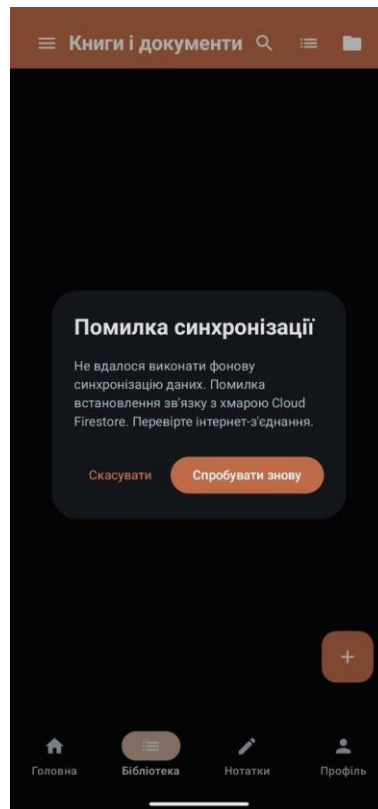 Книги і документи
Помилка синхронізації
Не вдалося виконати фонову
синхронізацію даних. Помилка
встановлення зв'язку з хмарою Cloud
Firestore. Перевірте інтернет-з'єднання.
Скасувати Спробувати знову
Головна Бібліотека Нотатки Профіль